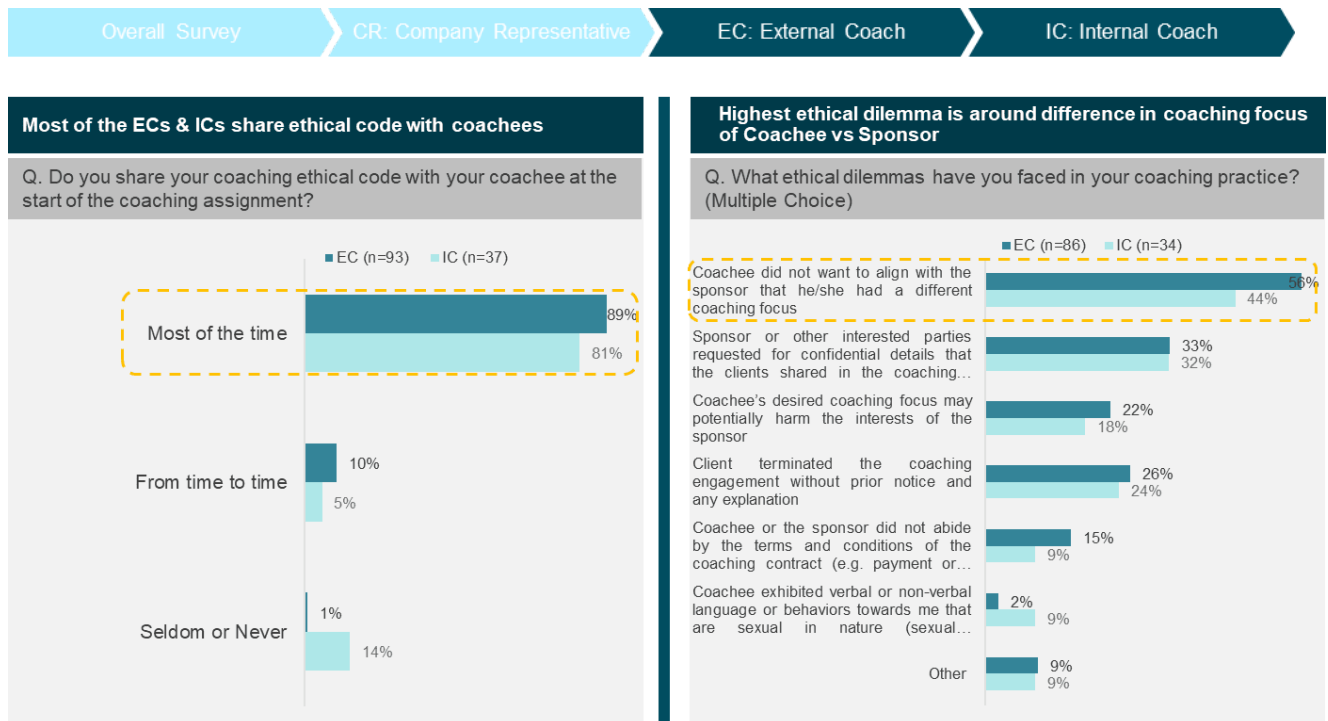 Overall Survey
CR: Company Representative
EC: External Coach
IC: Internal Coach
Most of the ECs & ICs share ethical code with coachees
Q. Do you share your coaching ethical code with your coachee at the
start of the coaching assignment?
EC (n=93)
IC (n=37)
Most of the time
89%
81%
From time to time
10%
5%
Seldom or Never
1%
14%
Highest ethical dilemma is around difference in coaching focus
of Coachee vs Sponsor
Q. What ethical dilemmas have you faced in your coaching practice?
(Multiple Choice)
EC (n=86)
IC (n=34)
Coachee did not want to align with the
sponsor that he/she had a different
coaching focus
56%
44%
Sponsor or other interested parties
requested for confidential details that
the clients shared in the coaching…
33%
32%
Coachee's desired coaching focus may
potentially harm the interests of the
sponsor
22%
18%
Client terminated the coaching
engagement without prior notice and
any explanation
26%
24%
Coachee or the sponsor did not abide
by the terms and conditions of the
coaching contract (e.g. payment or…
15%
9%
Coachee exhibited verbal or non-verbal
language or behaviors towards me that
are sexual in nature (sexual…
2%
9%
Other
9%
9%